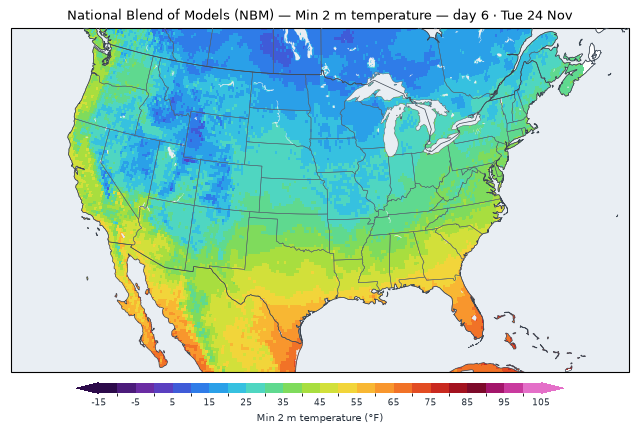 National Blend of Models (NBM) — Min 2 m temperature — day 6 · Tue 24 Nov
-15 -5 5 15 25 35 45 55 65 75 85 95 105
Min 2 m temperature (°F)